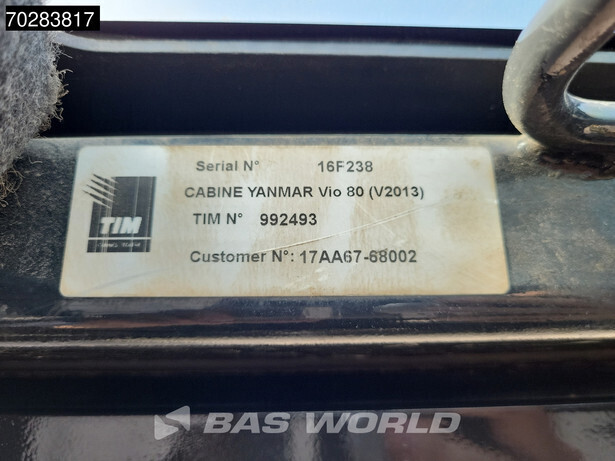 70283817
Serial N° 16F238
CABINE YANMAR Vio 80 (V2013)
TIM
TIM N° 992493
Customer N°: 17AA67-68002
BAS WORLD